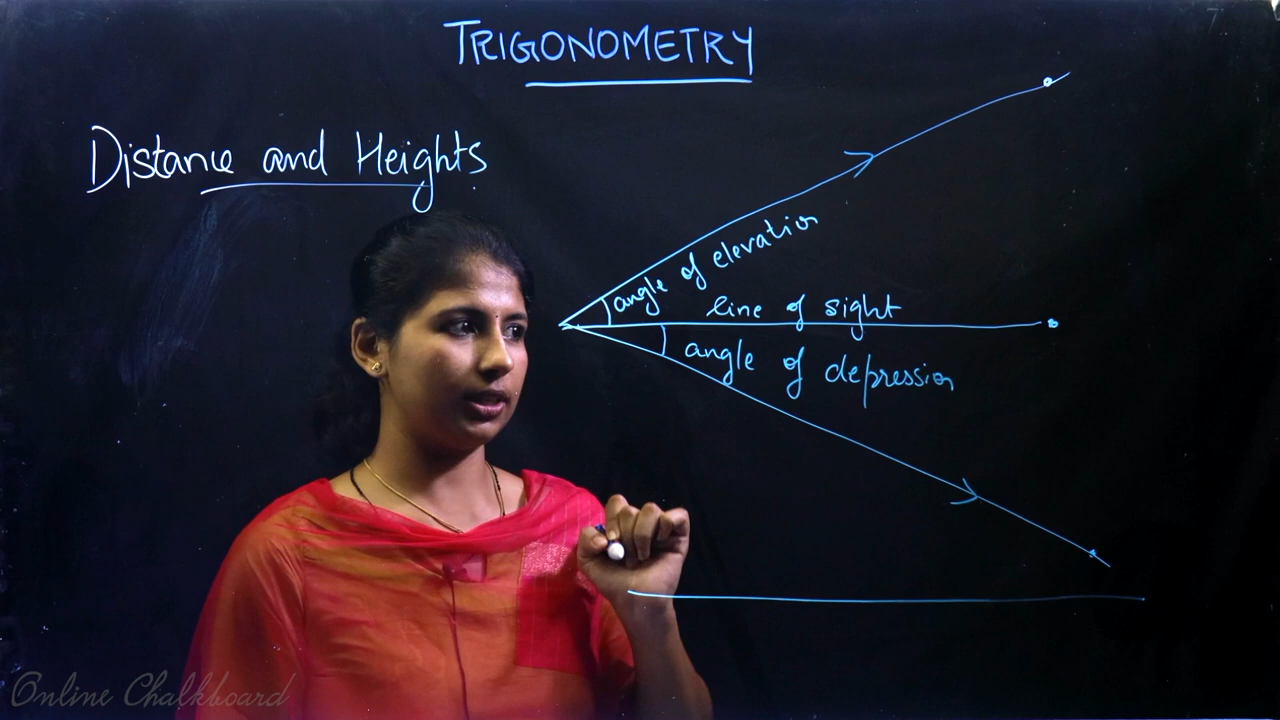 TRIGONOMETRY
Distance and Heights
angle of elevation
line of sight
angle of depression
Online Chalkboard